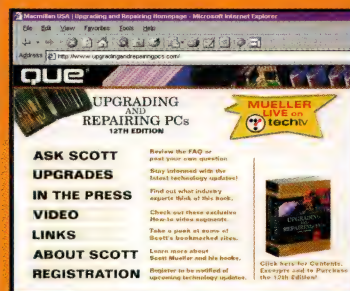 Macmillan USA | Upgrading and Repairing Homepage - Microsoft Internet Explorer
File Edit View Favorites Tools Help
Address http://www.upgradingandrepairingpcs.com/
que
UPGRADING
AND
REPAIRING PCs
12TH EDITION
MUELLER
LIVE on
techtv
ASK SCOTT
Review the FAQ or
post your own question.
UPGRADES
Stay informed with the
latest technology updates!
IN THE PRESS
Find out what industry
experts think of this book.
VIDEO
Check out these exclusive
How-to video segments.
LINKS
Take a peek at some of
Scott's bookmarked sites.
ABOUT SCOTT
Learn more about
Scott Mueller and his books.
REGISTRATION
Register to be notified of
upcoming technology updates.
UPGRADING
AND
REPAIRING PCs
Click here for Contents,
Excerpts and to Purchase
the 12th Edition!